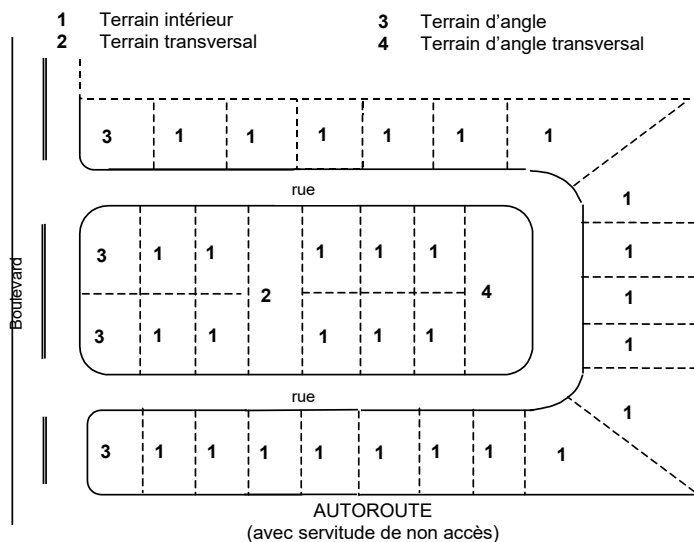 1 Terrain intérieur
2 Terrain transversal
3 Terrain d'angle
4 Terrain d'angle transversal
3 1 1 1 1 1 1
rue
1
3 1 1 1 1 1
1
2 4
1
3 1 1 1 1 1
1
Boulevard
rue
1
3 1 1 1 1 1 1 1 1
AUTOROUTE
(avec servitude de non accès)